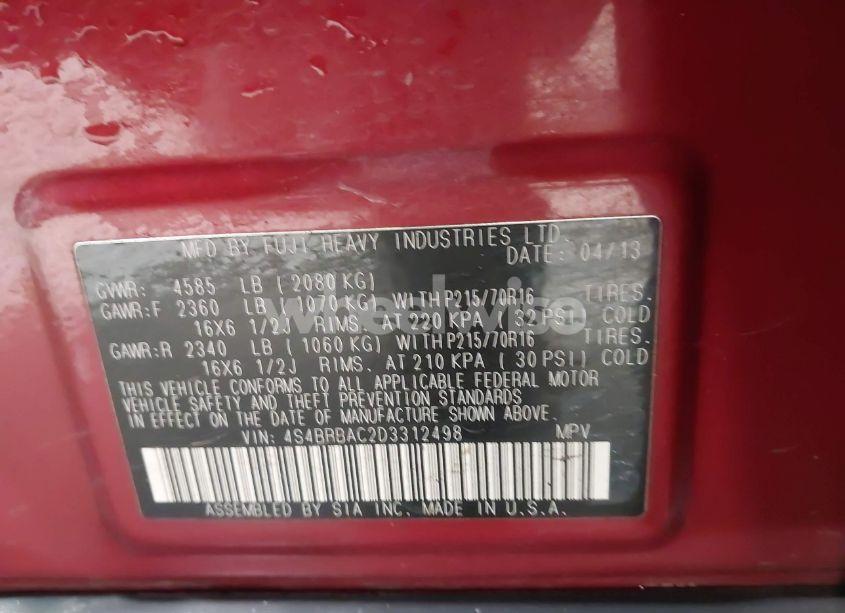 MFD BY FUJI HEAVY INDUSTRIES LTD.
DATE: 04/13
GVWR: 4585 LB ( 2080 KG)
GAWR:F 2360 LB ( 1070 KG) WITH P215/70R16 TIRES.
16X6 1/2J RIMS. AT 220 KPA ( 32 PSI) COLD
GAWR:R 2340 LB ( 1060 KG) WITH P215/70R16 TIRES.
16X6 1/2J RIMS. AT 210 KPA ( 30 PSI) COLD
THIS VEHICLE CONFORMS TO ALL APPLICABLE FEDERAL MOTOR
VEHICLE SAFETY AND THEFT PREVENTION STANDARDS
IN EFFECT ON THE DATE OF MANUFACTURE SHOWN ABOVE.
VIN: 4S4BRBAC2D3312498 MPV
ASSEMBLED BY SIA INC. MADE IN U.S.A.